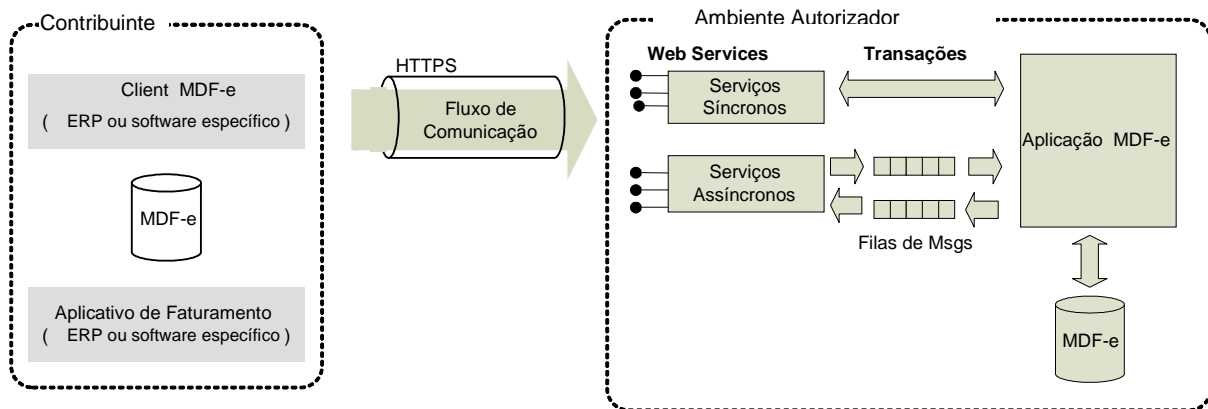 Contribuinte
Client MDF-e
( ERP ou software específico )
MDF-e
Aplicativo de Faturamento
( ERP ou software específico )
HTTPS
Fluxo de
Comunicação
Ambiente Autorizador
Web Services
Transações
Serviços
Síncronos
Serviços
Assíncronos
Filas de Msgs
Aplicação MDF-e
MDF-e